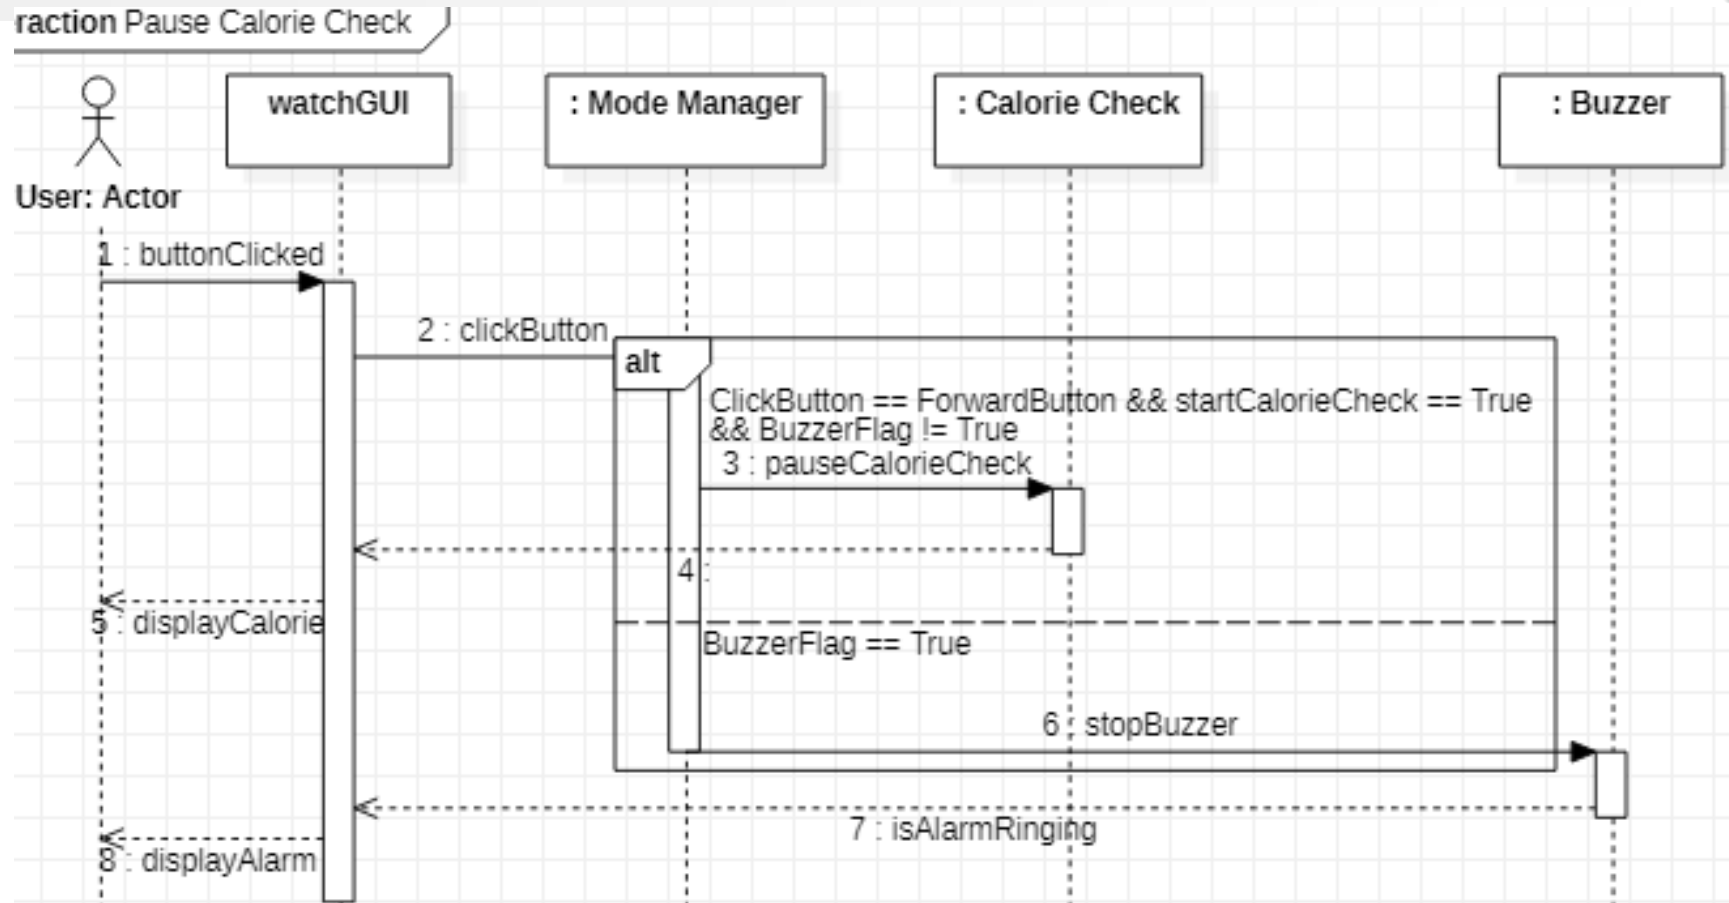 raction Pause Calorie Check
watchGUI
: Mode Manager
: Calorie Check
: Buzzer
User: Actor
1 : buttonClicked
2 : clickButton
alt
ClickButton == ForwardButton && startCalorieCheck == True
&& BuzzerFlag != True
3 : pauseCalorieCheck
4 :
5 : displayCalorie
BuzzerFlag == True
6 : stopBuzzer
7 : isAlarmRinging
8 : displayAlarm